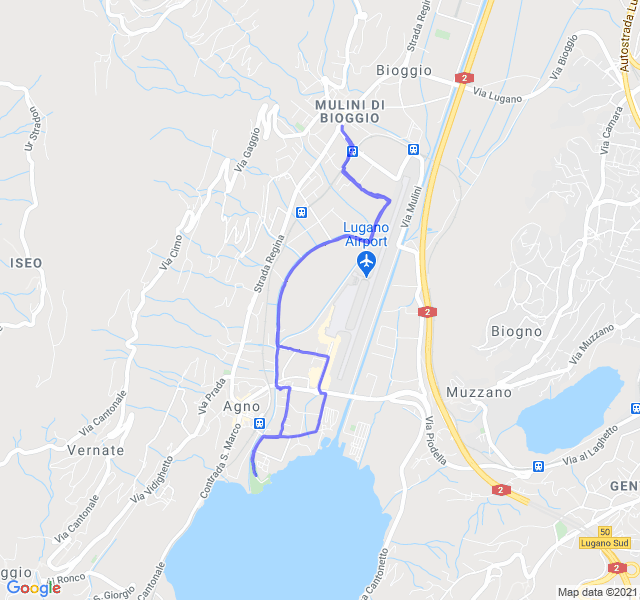 Strada Regina
Autostrada Lu
Bioggio
2
Via Bioggio
Via Lugano
MULINI DI
BIOGGIO
Ur Stradon
Via Gaggio
Via Camara
Via Mulini
Lugano
Airport
Via Cimo
Strada Regina
ISEO
2
Biogno
Via Muzzano
Muzzano
Via Prada
Agno
Via Cantonale
Contrada S. Marco
Via Piodella
Vernate
Via al Laghetto
Via Vidighetto
2
GEN
Via Cantonale
50
Lugano Sud
ggio
Al Ronco
S. Giorgio
Cantonale
Via Cantonetto
2
Google
Map data ©2021